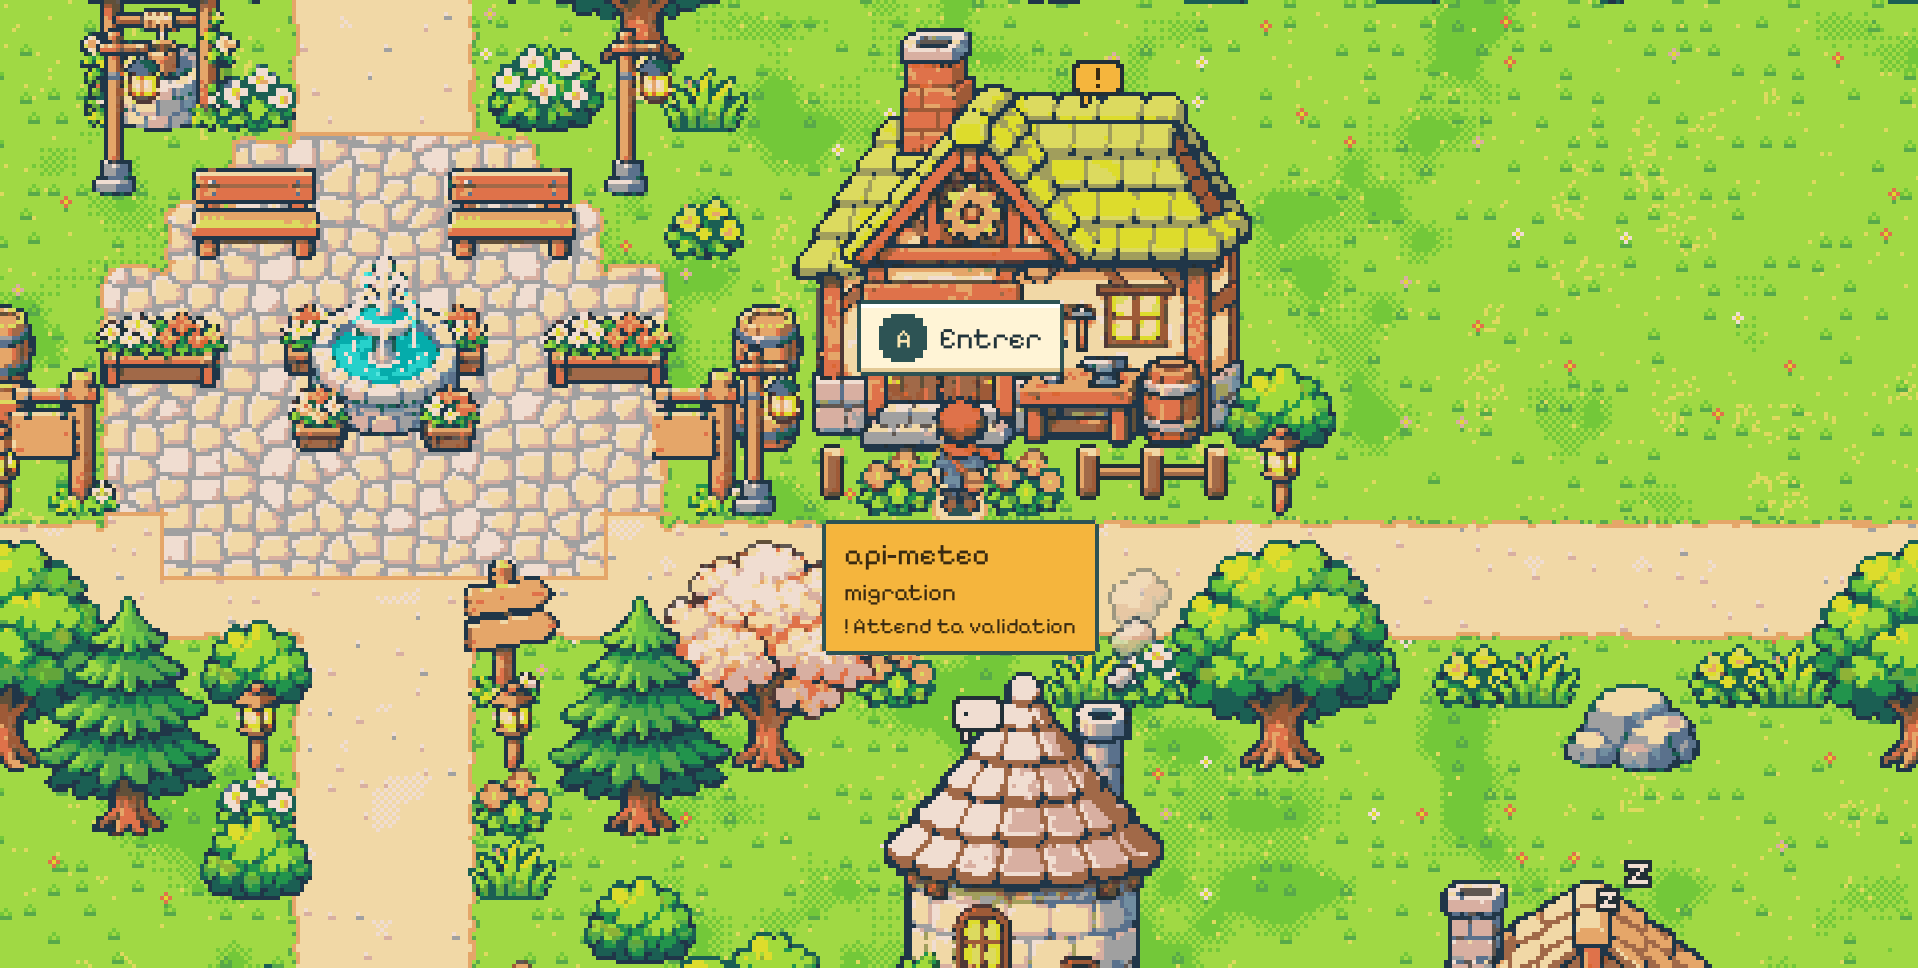 !
A Entrer
api-meteo
migration
! Attend ta validation
Z
Z